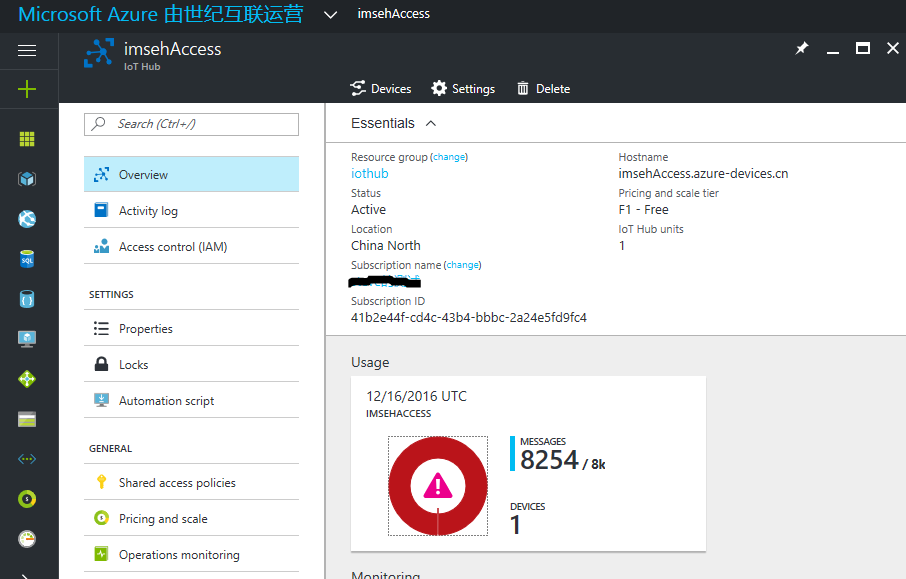 Microsoft Azure 由世纪互联运营
imsehAccess
imsehAccess
IoT Hub
Devices
Settings
Delete
Search (Ctrl+/)
Overview
Activity log
Access control (IAM)
SETTINGS
Properties
Locks
Automation script
GENERAL
Shared access policies
Pricing and scale
Operations monitoring
Essentials
Resource group (change)
iothub
Status
Active
Location
China North
Subscription name (change)
Subscription ID
41b2e44f-cd4c-43b4-bbbc-2a24e5fd9fc4
Hostname
imsehAccess.azure-devices.cn
Pricing and scale tier
F1 - Free
IoT Hub units
1
Usage
12/16/2016 UTC
IMSEHACCESS
MESSAGES
8254 / 8k
DEVICES
1
Monitoring